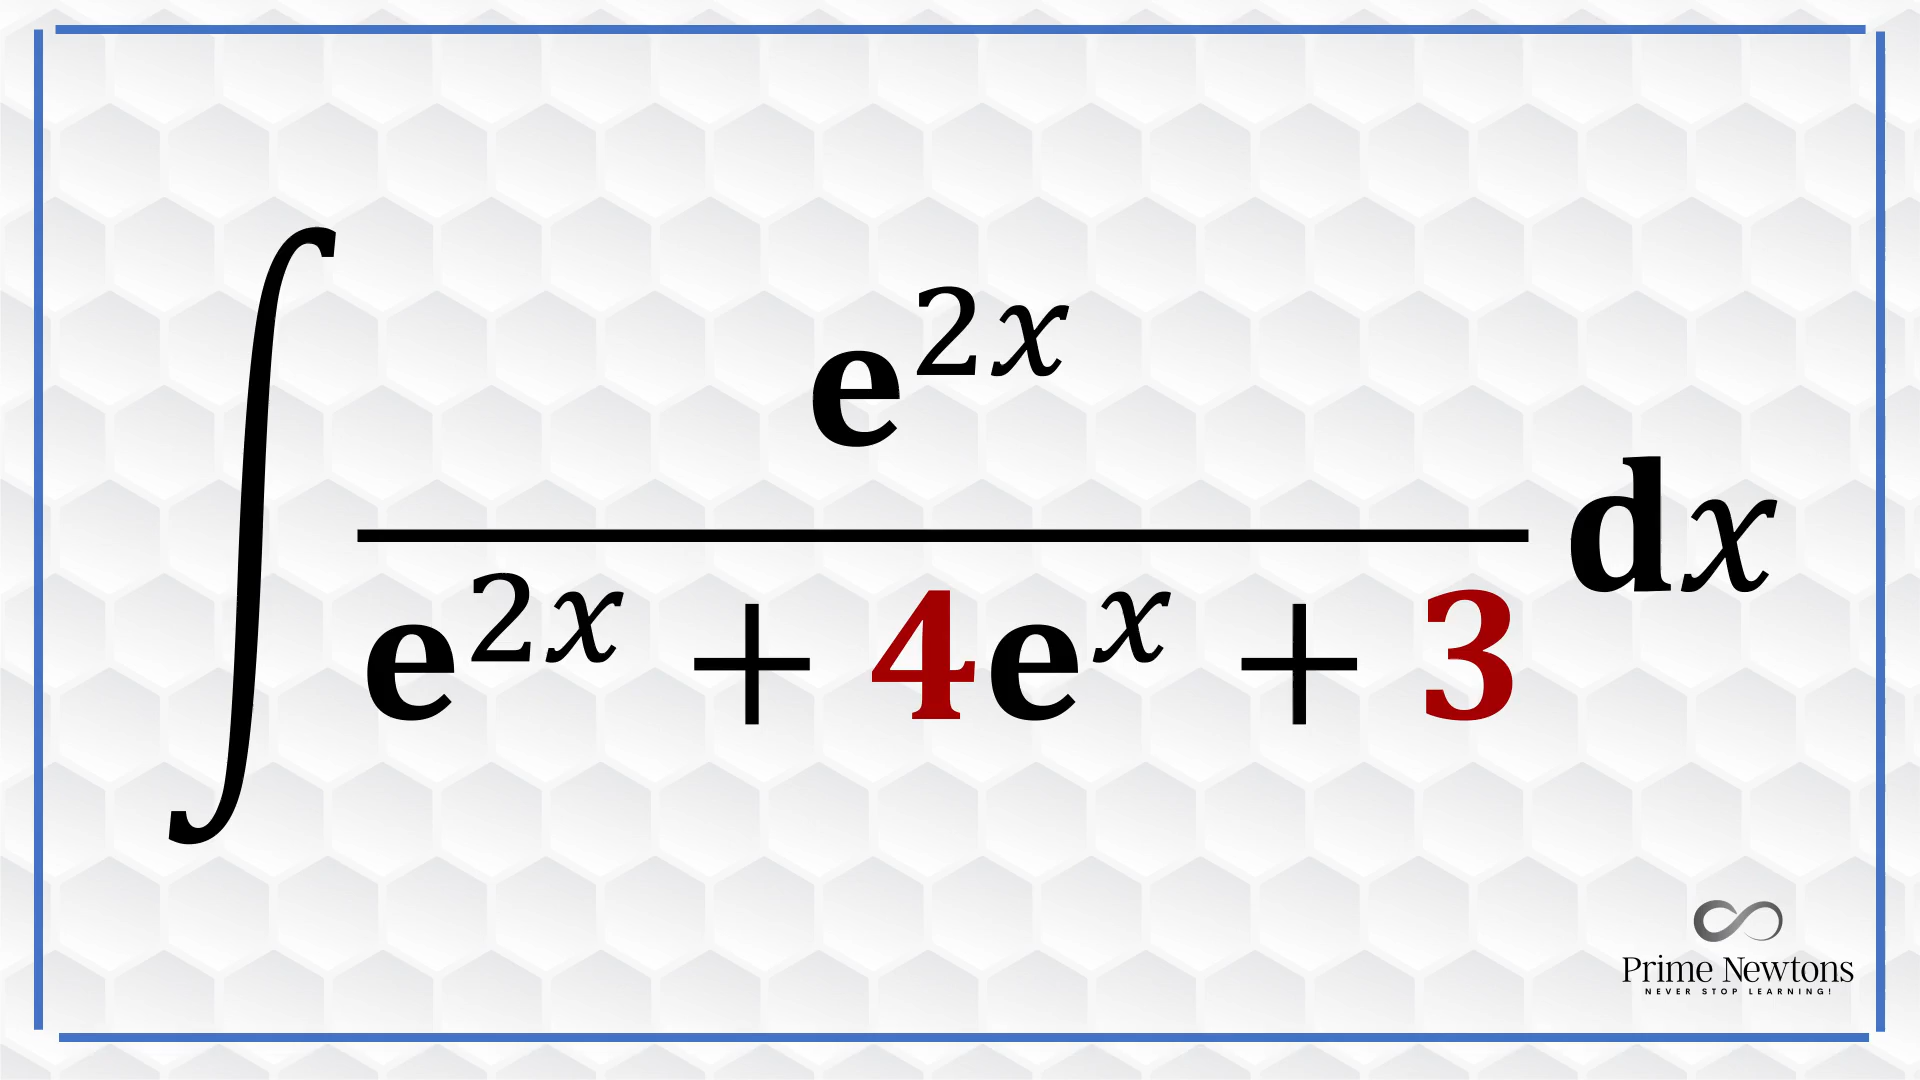 ∫ e^{2x} / (e^{2x} + 4e^x + 3) dx
Prime Newtons
NEVER STOP LEARNING!